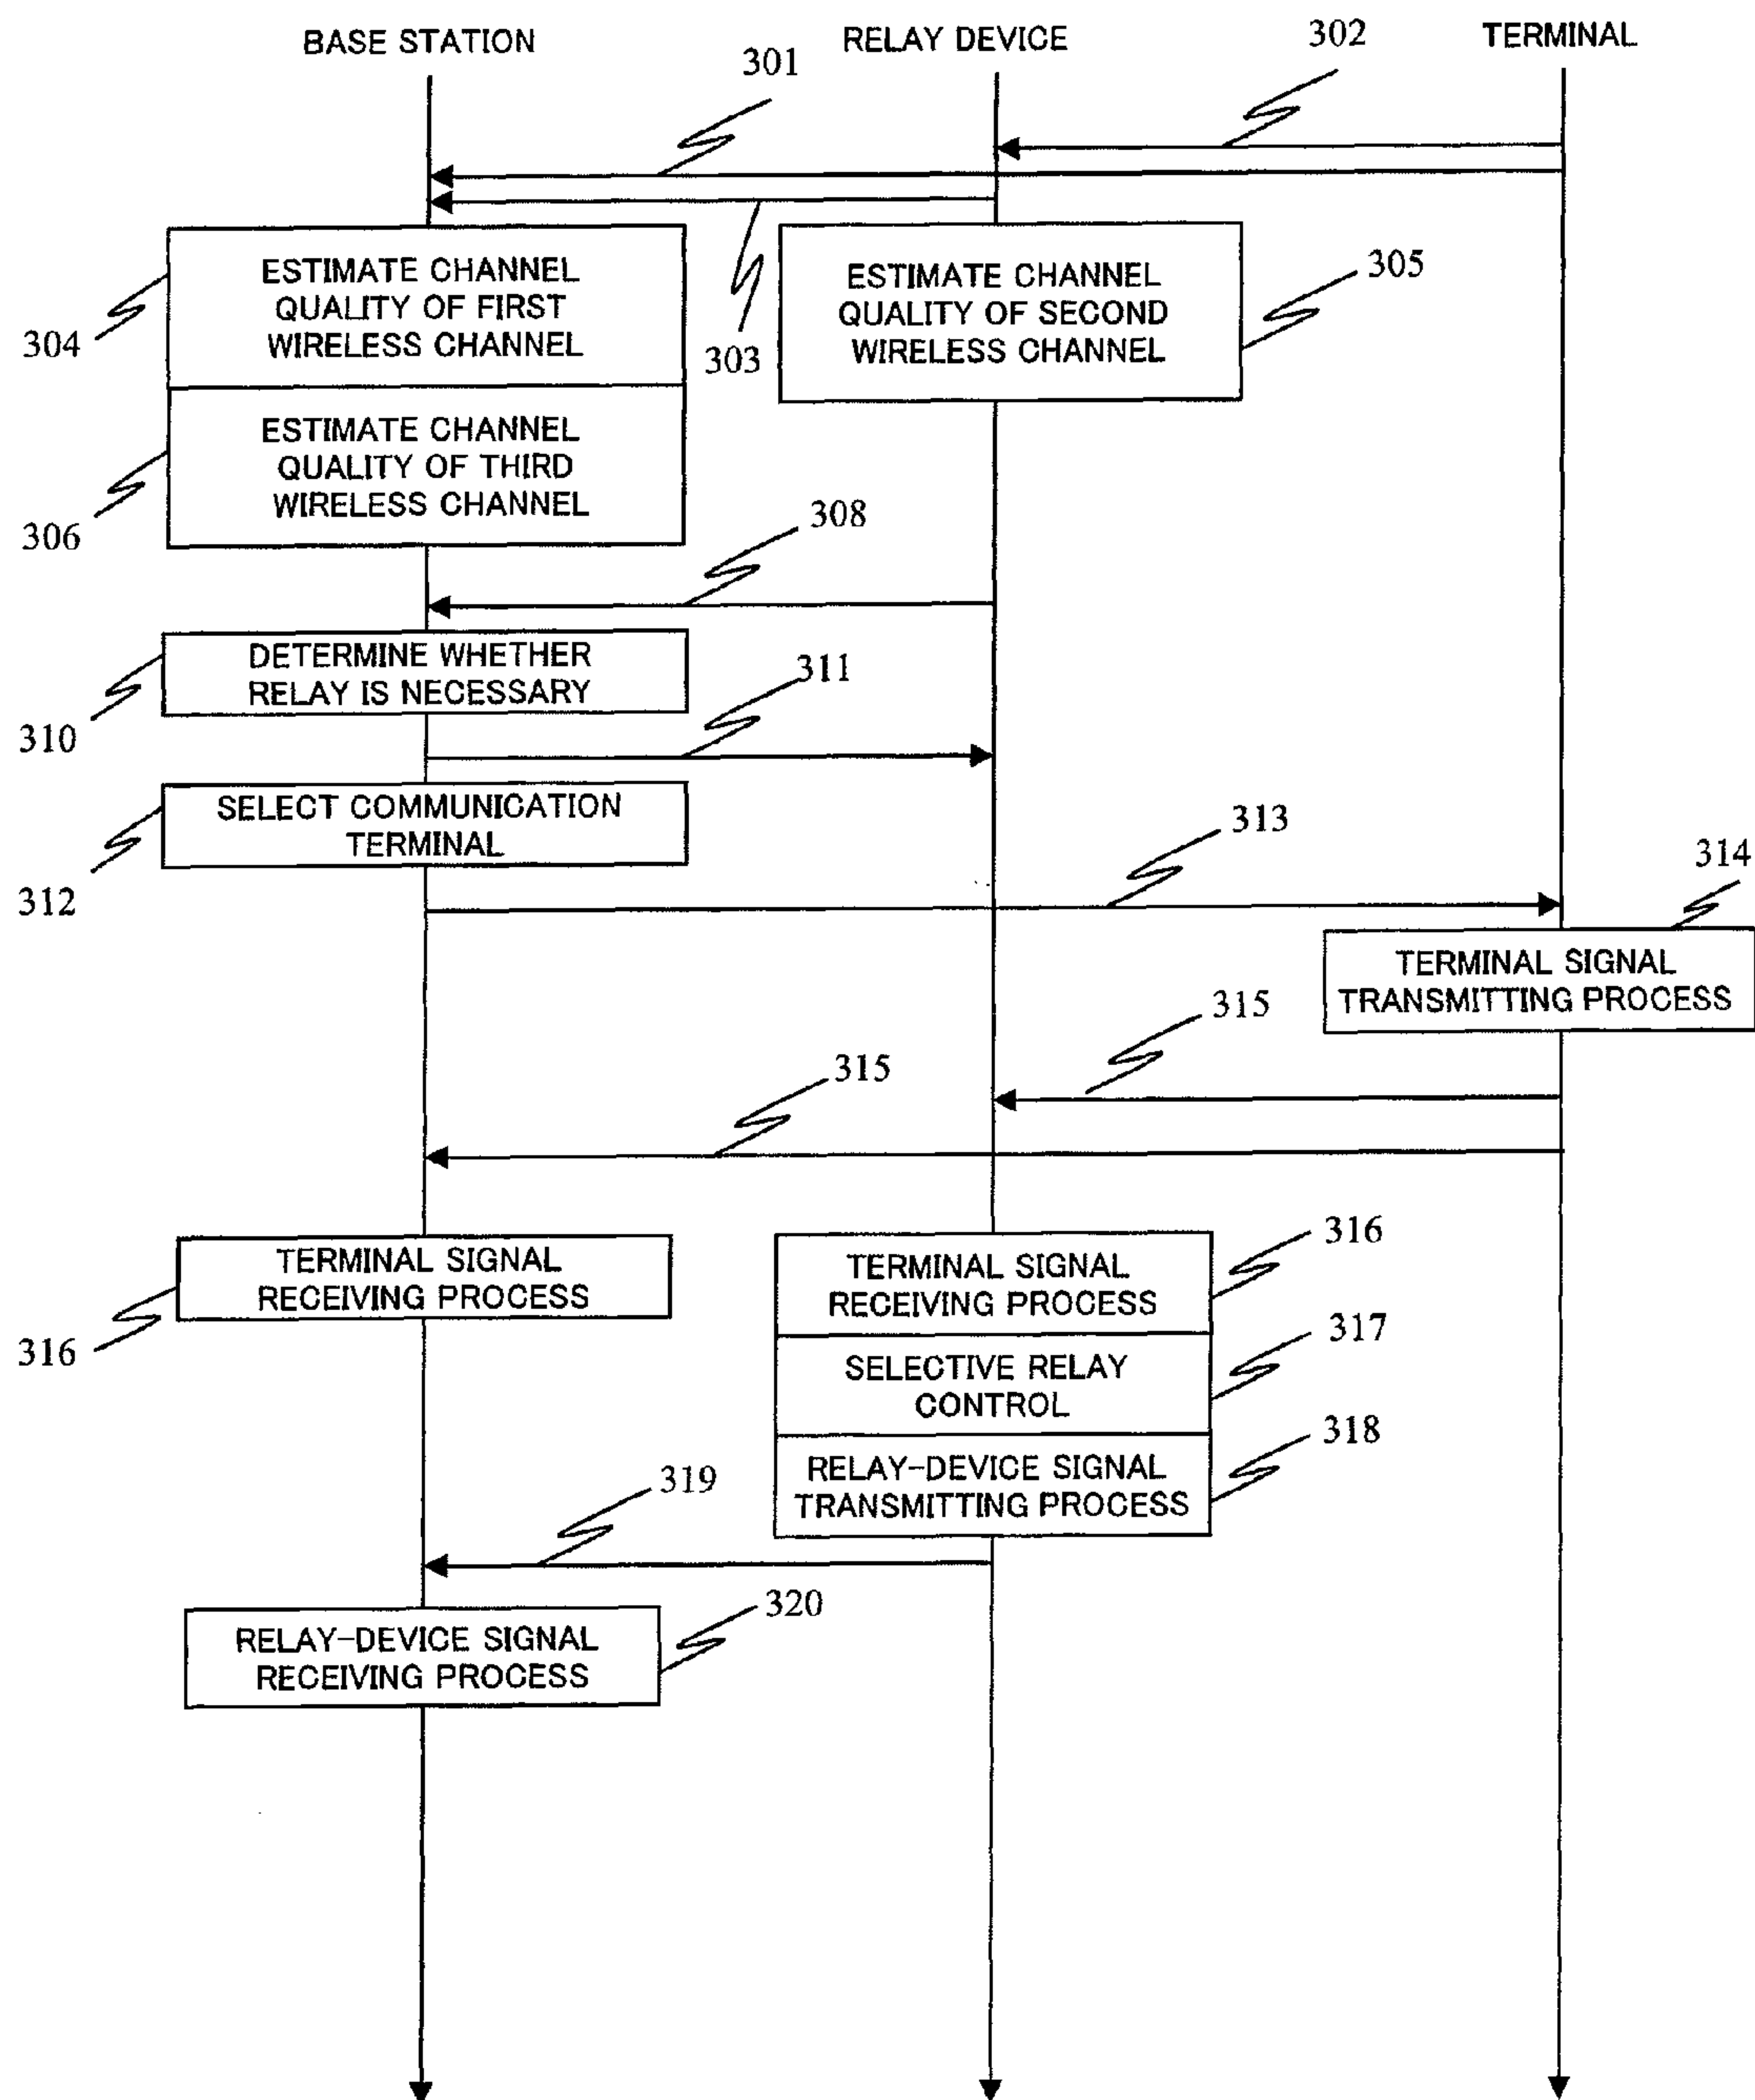 BASE STATION
RELAY DEVICE
TERMINAL
301
302
ESTIMATE CHANNEL
QUALITY OF FIRST
WIRELESS CHANNEL
304
303
ESTIMATE CHANNEL
QUALITY OF SECOND
WIRELESS CHANNEL
305
ESTIMATE CHANNEL
QUALITY OF THIRD
WIRELESS CHANNEL
306
308
DETERMINE WHETHER
RELAY IS NECESSARY
310
311
SELECT COMMUNICATION
TERMINAL
312
313
314
TERMINAL SIGNAL
TRANSMITTING PROCESS
315
315
TERMINAL SIGNAL
RECEIVING PROCESS
316
TERMINAL SIGNAL
RECEIVING PROCESS
316
SELECTIVE RELAY
CONTROL
317
RELAY-DEVICE SIGNAL
TRANSMITTING PROCESS
318
319
RELAY-DEVICE SIGNAL
RECEIVING PROCESS
320